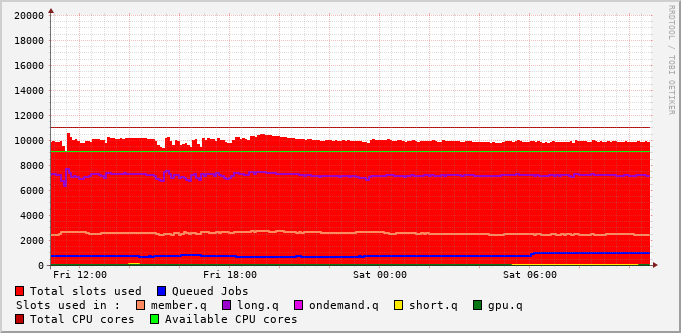 20000
18000
16000
14000
12000
10000
8000
6000
4000
2000
0
Fri 12:00 Fri 18:00 Sat 00:00 Sat 06:00
RRDTOOL / TOBI OETIKER
Total slots used Queued Jobs
Slots used in : member.q long.q ondemand.q short.q gpu.q
Total CPU cores Available CPU cores